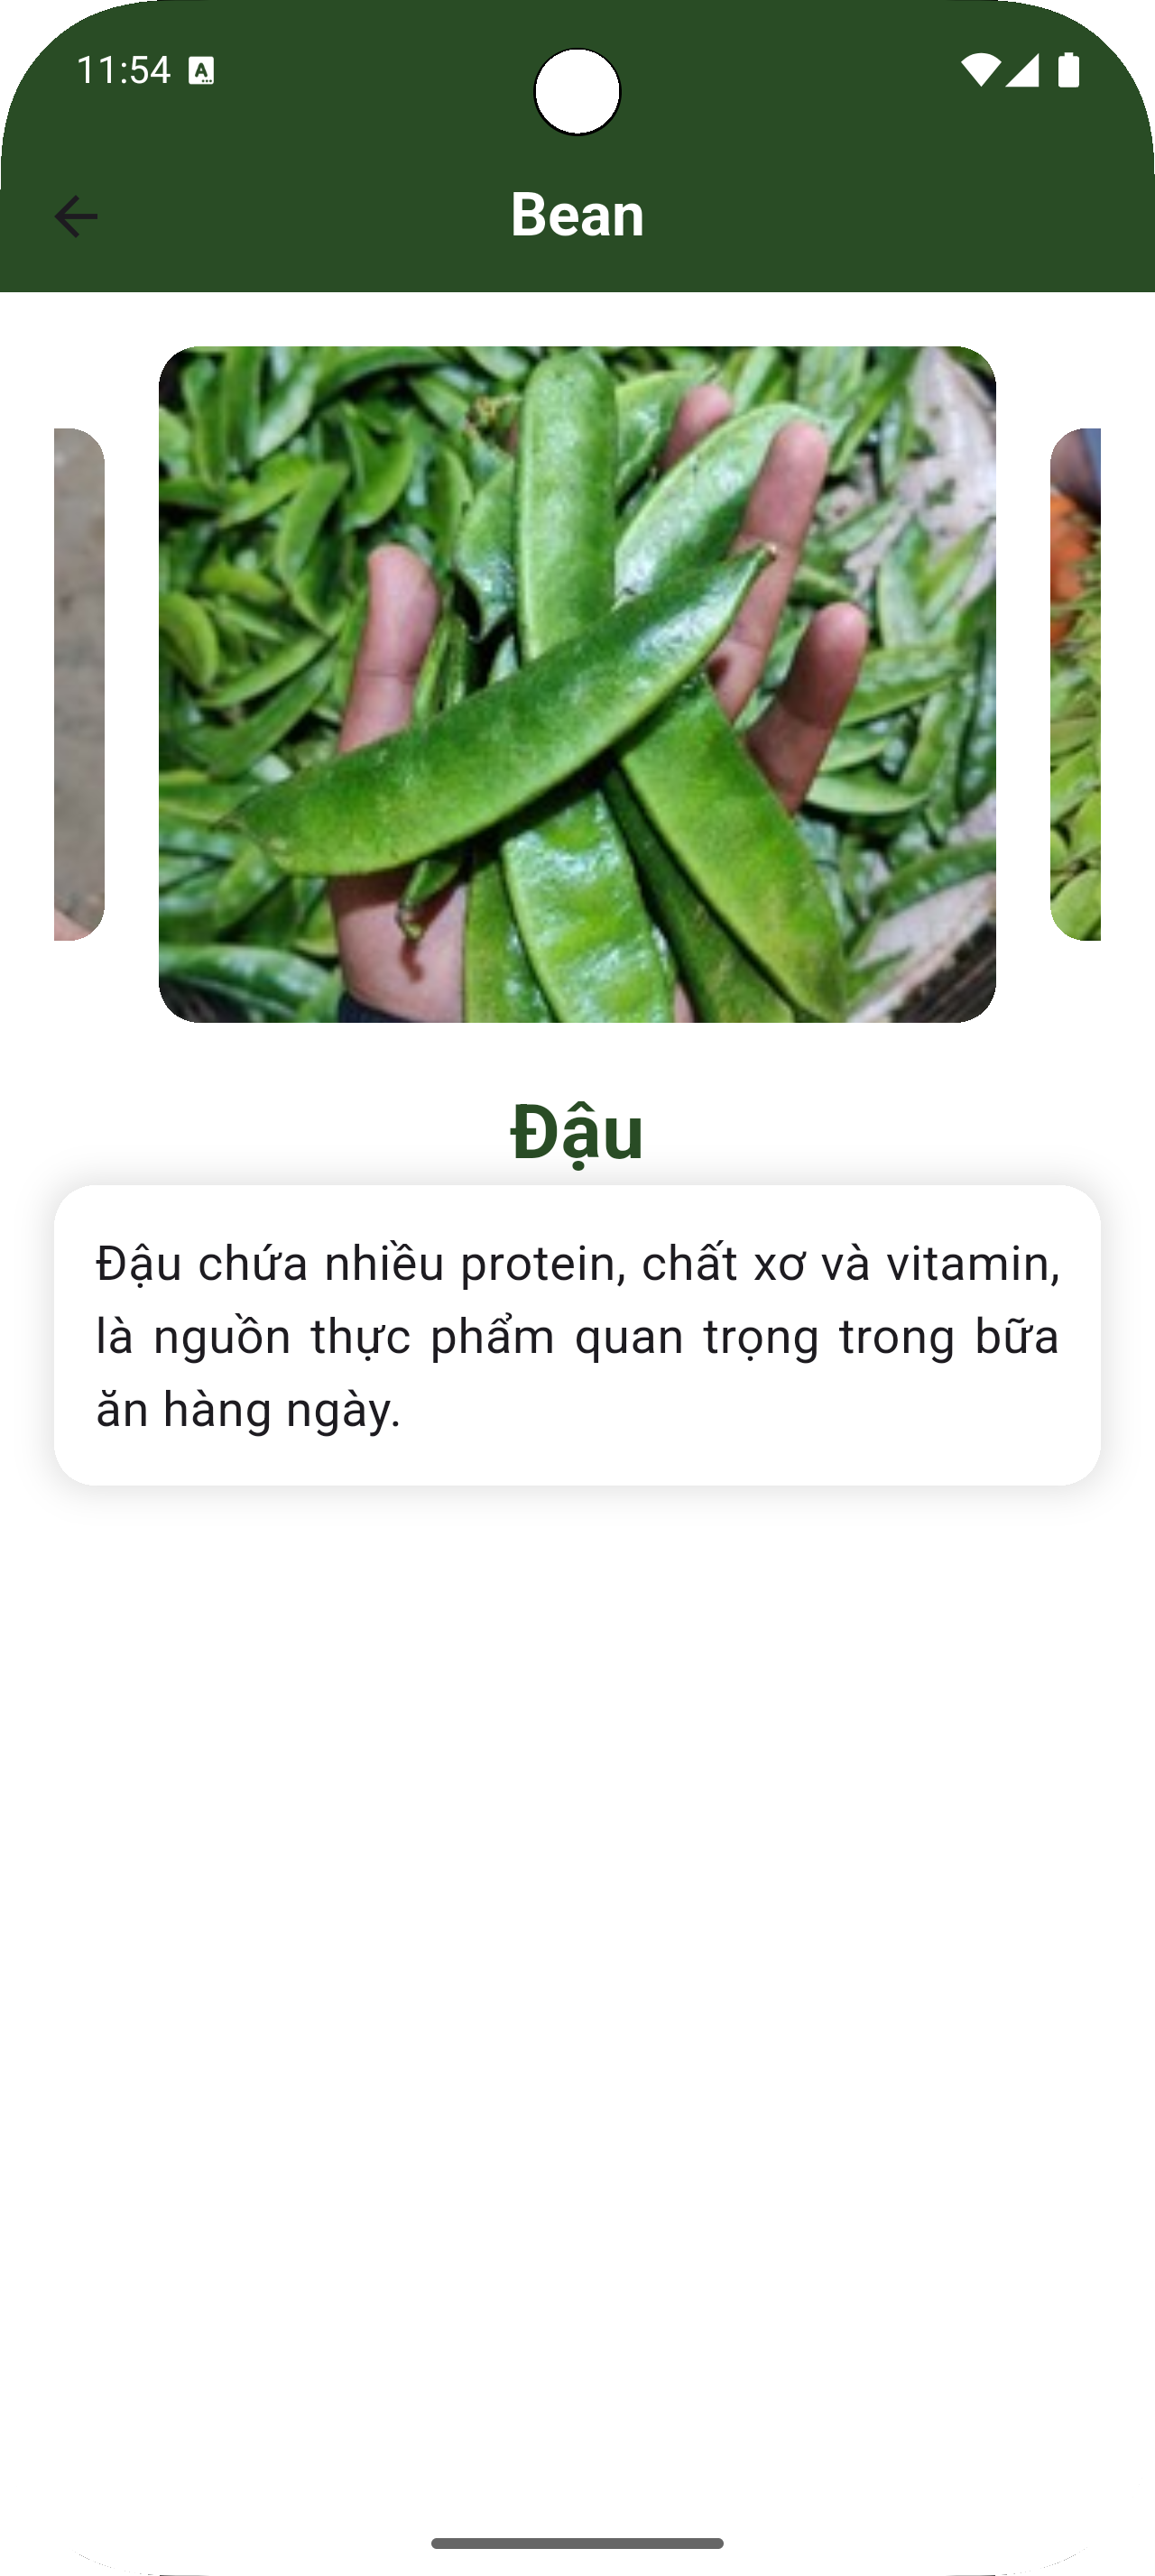 11:54
Bean
Đậu
Đậu chứa nhiều protein, chất xơ và vitamin,
là nguồn thực phẩm quan trọng trong bữa
ăn hàng ngày.